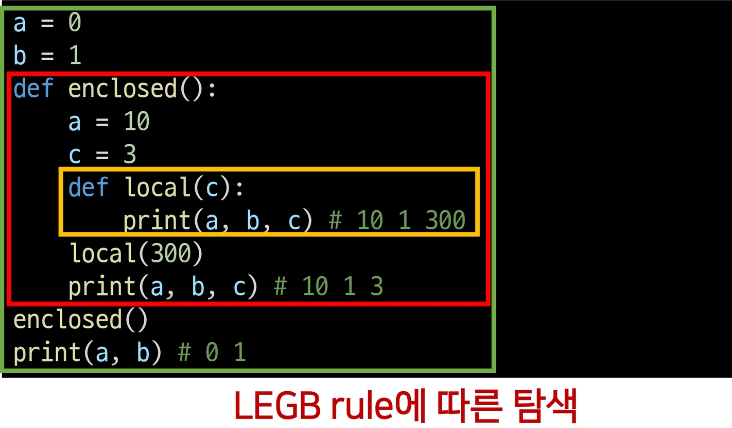 a = 0
b = 1
def enclosed():
    a = 10
    c = 3
    def local(c):
        print(a, b, c) # 10 1 300
    local(300)
    print(a, b, c) # 10 1 3
enclosed()
print(a, b) # 0 1
LEGB rule에 따른 탐색